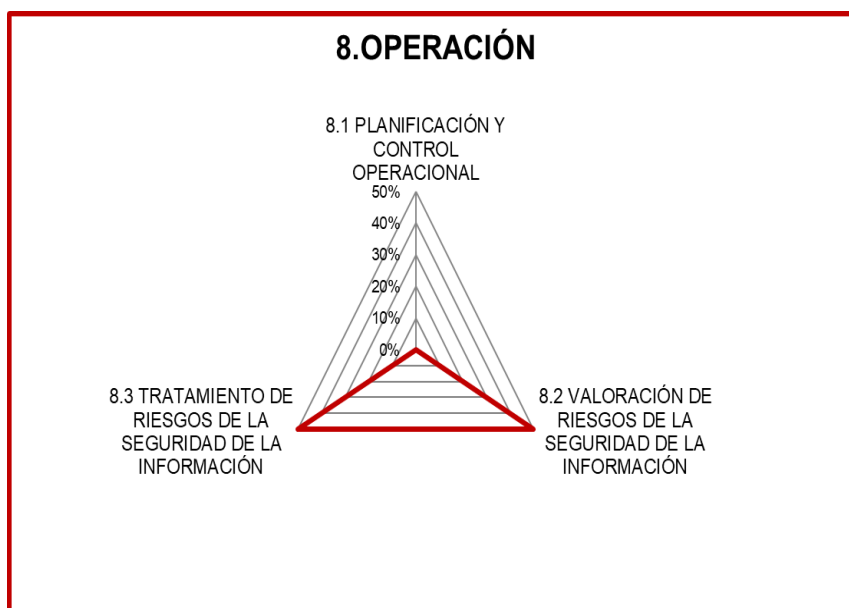 8.OPERACIÓN
8.1 PLANIFICACIÓN Y
CONTROL
OPERACIONAL
50%
40%
30%
20%
10%
0%
8.3 TRATAMIENTO DE
RIESGOS DE LA
SEGURIDAD DE LA
INFORMACIÓN
8.2 VALORACIÓN DE
RIESGOS DE LA
SEGURIDAD DE LA
INFORMACIÓN